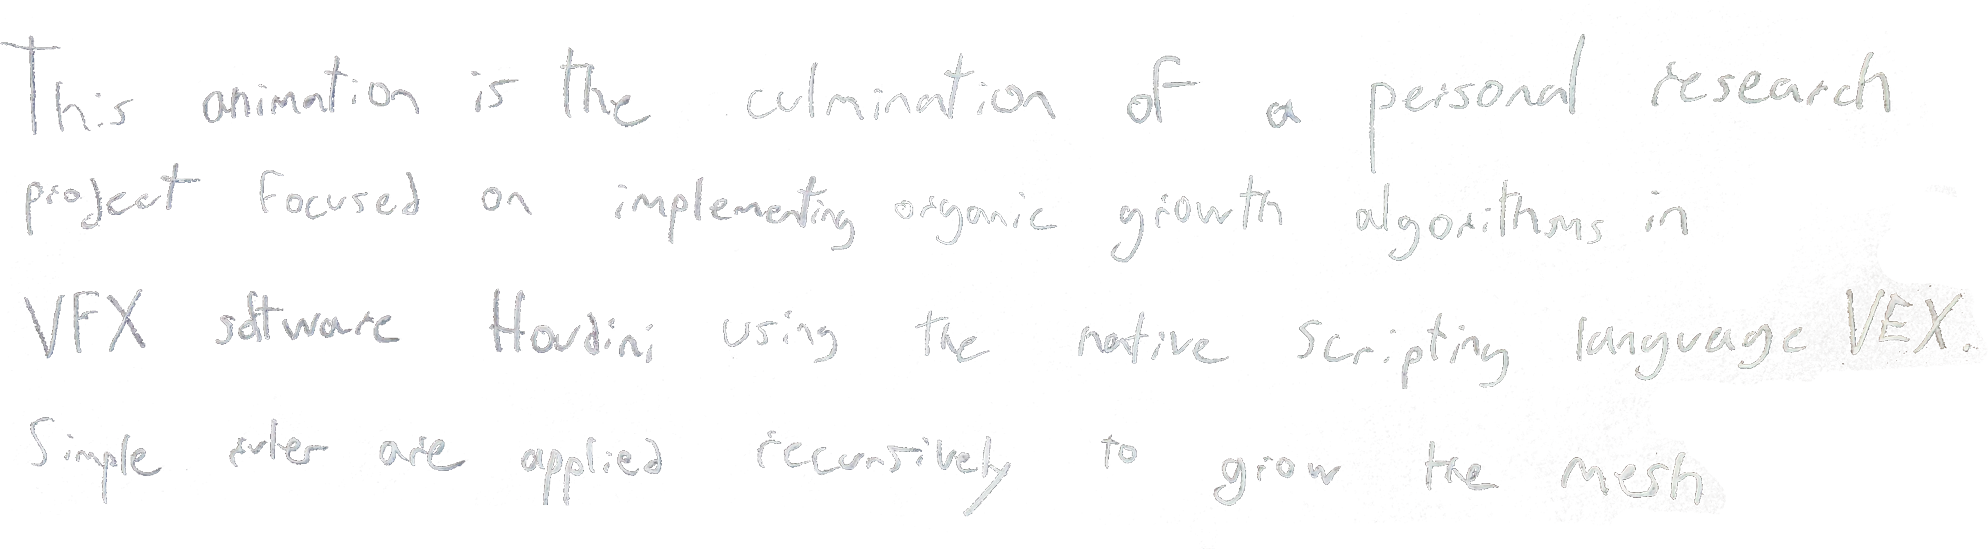 This animation is the culmination of a personal research
project focused on implementing organic growth algorithms in
VFX software Houdini using the native scripting language VEX.
Simple rules are applied recursively to grow the mesh